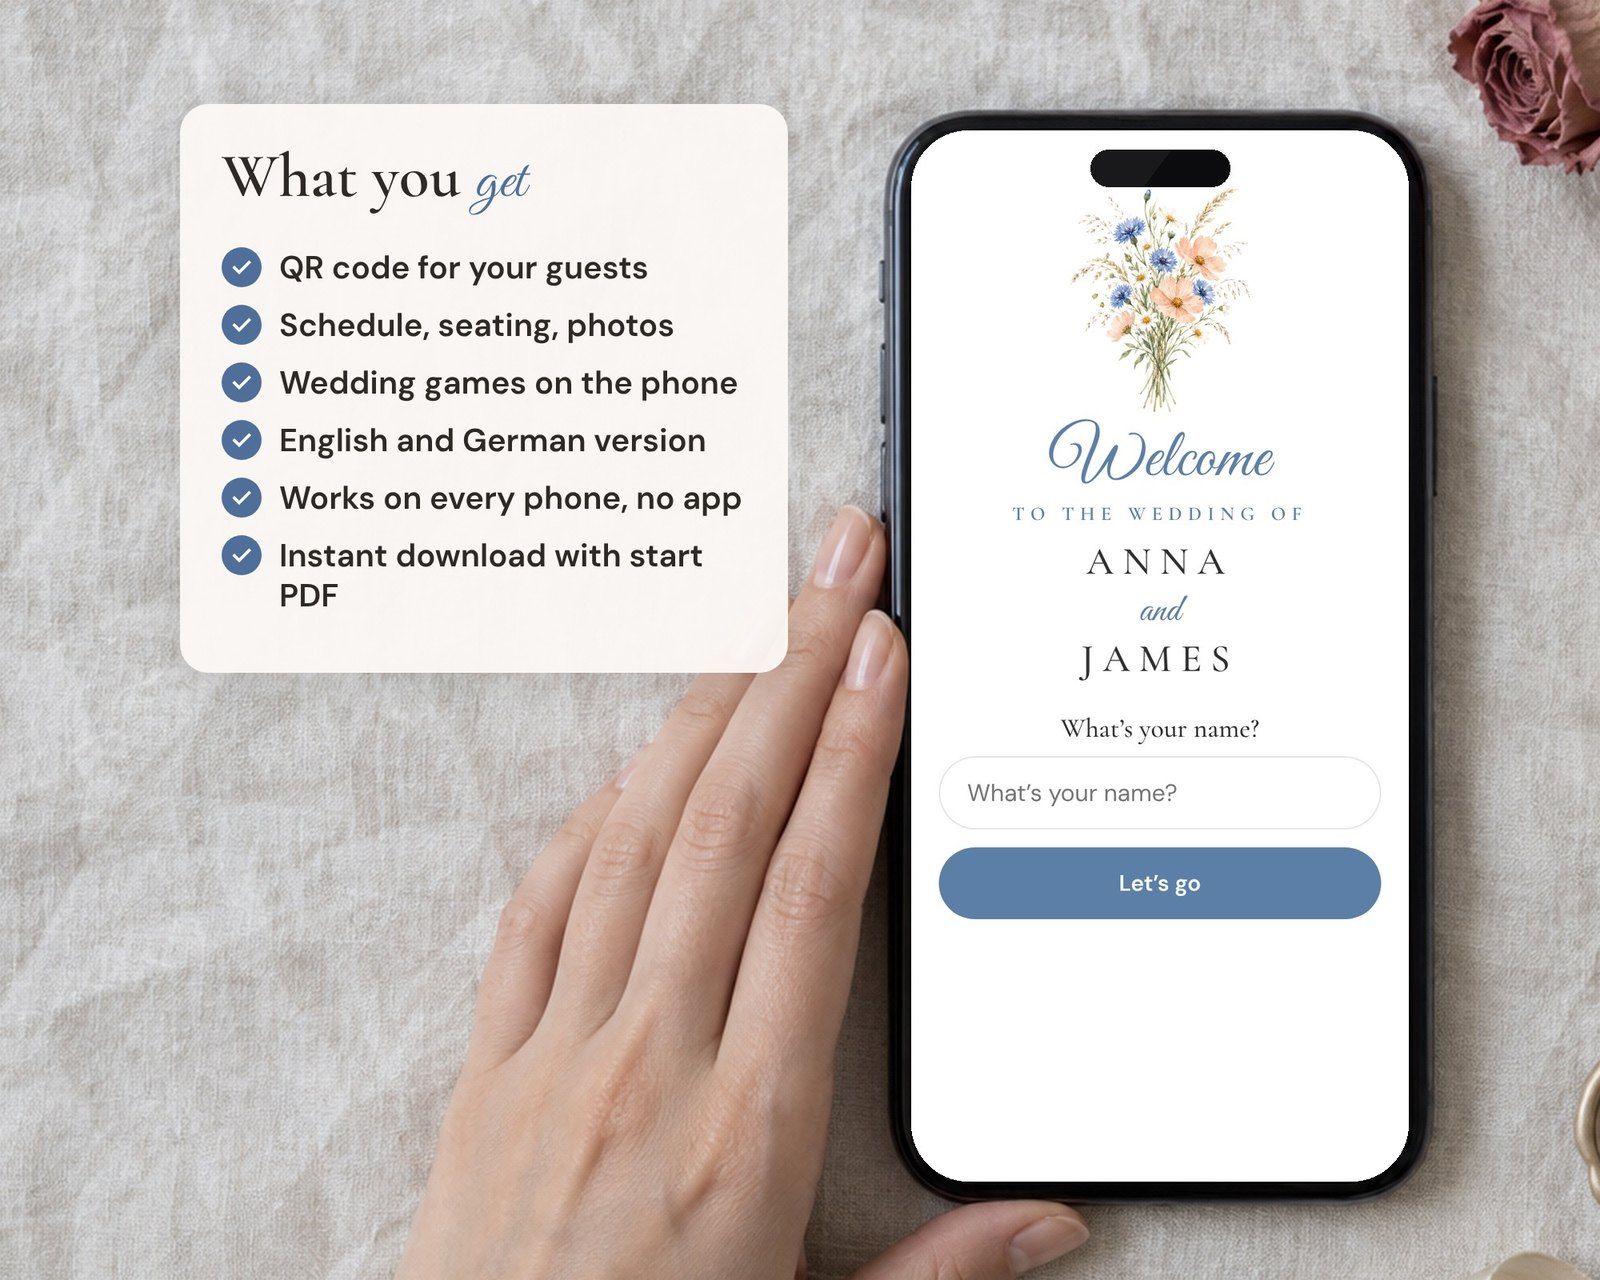 What you get
QR code for your guests
Schedule, seating, photos
Wedding games on the phone
English and German version
Works on every phone, no app
Instant download with start
PDF
Welcome
TO THE WEDDING OF
ANNA
and
JAMES
What’s your name?
What’s your name?
Let’s go